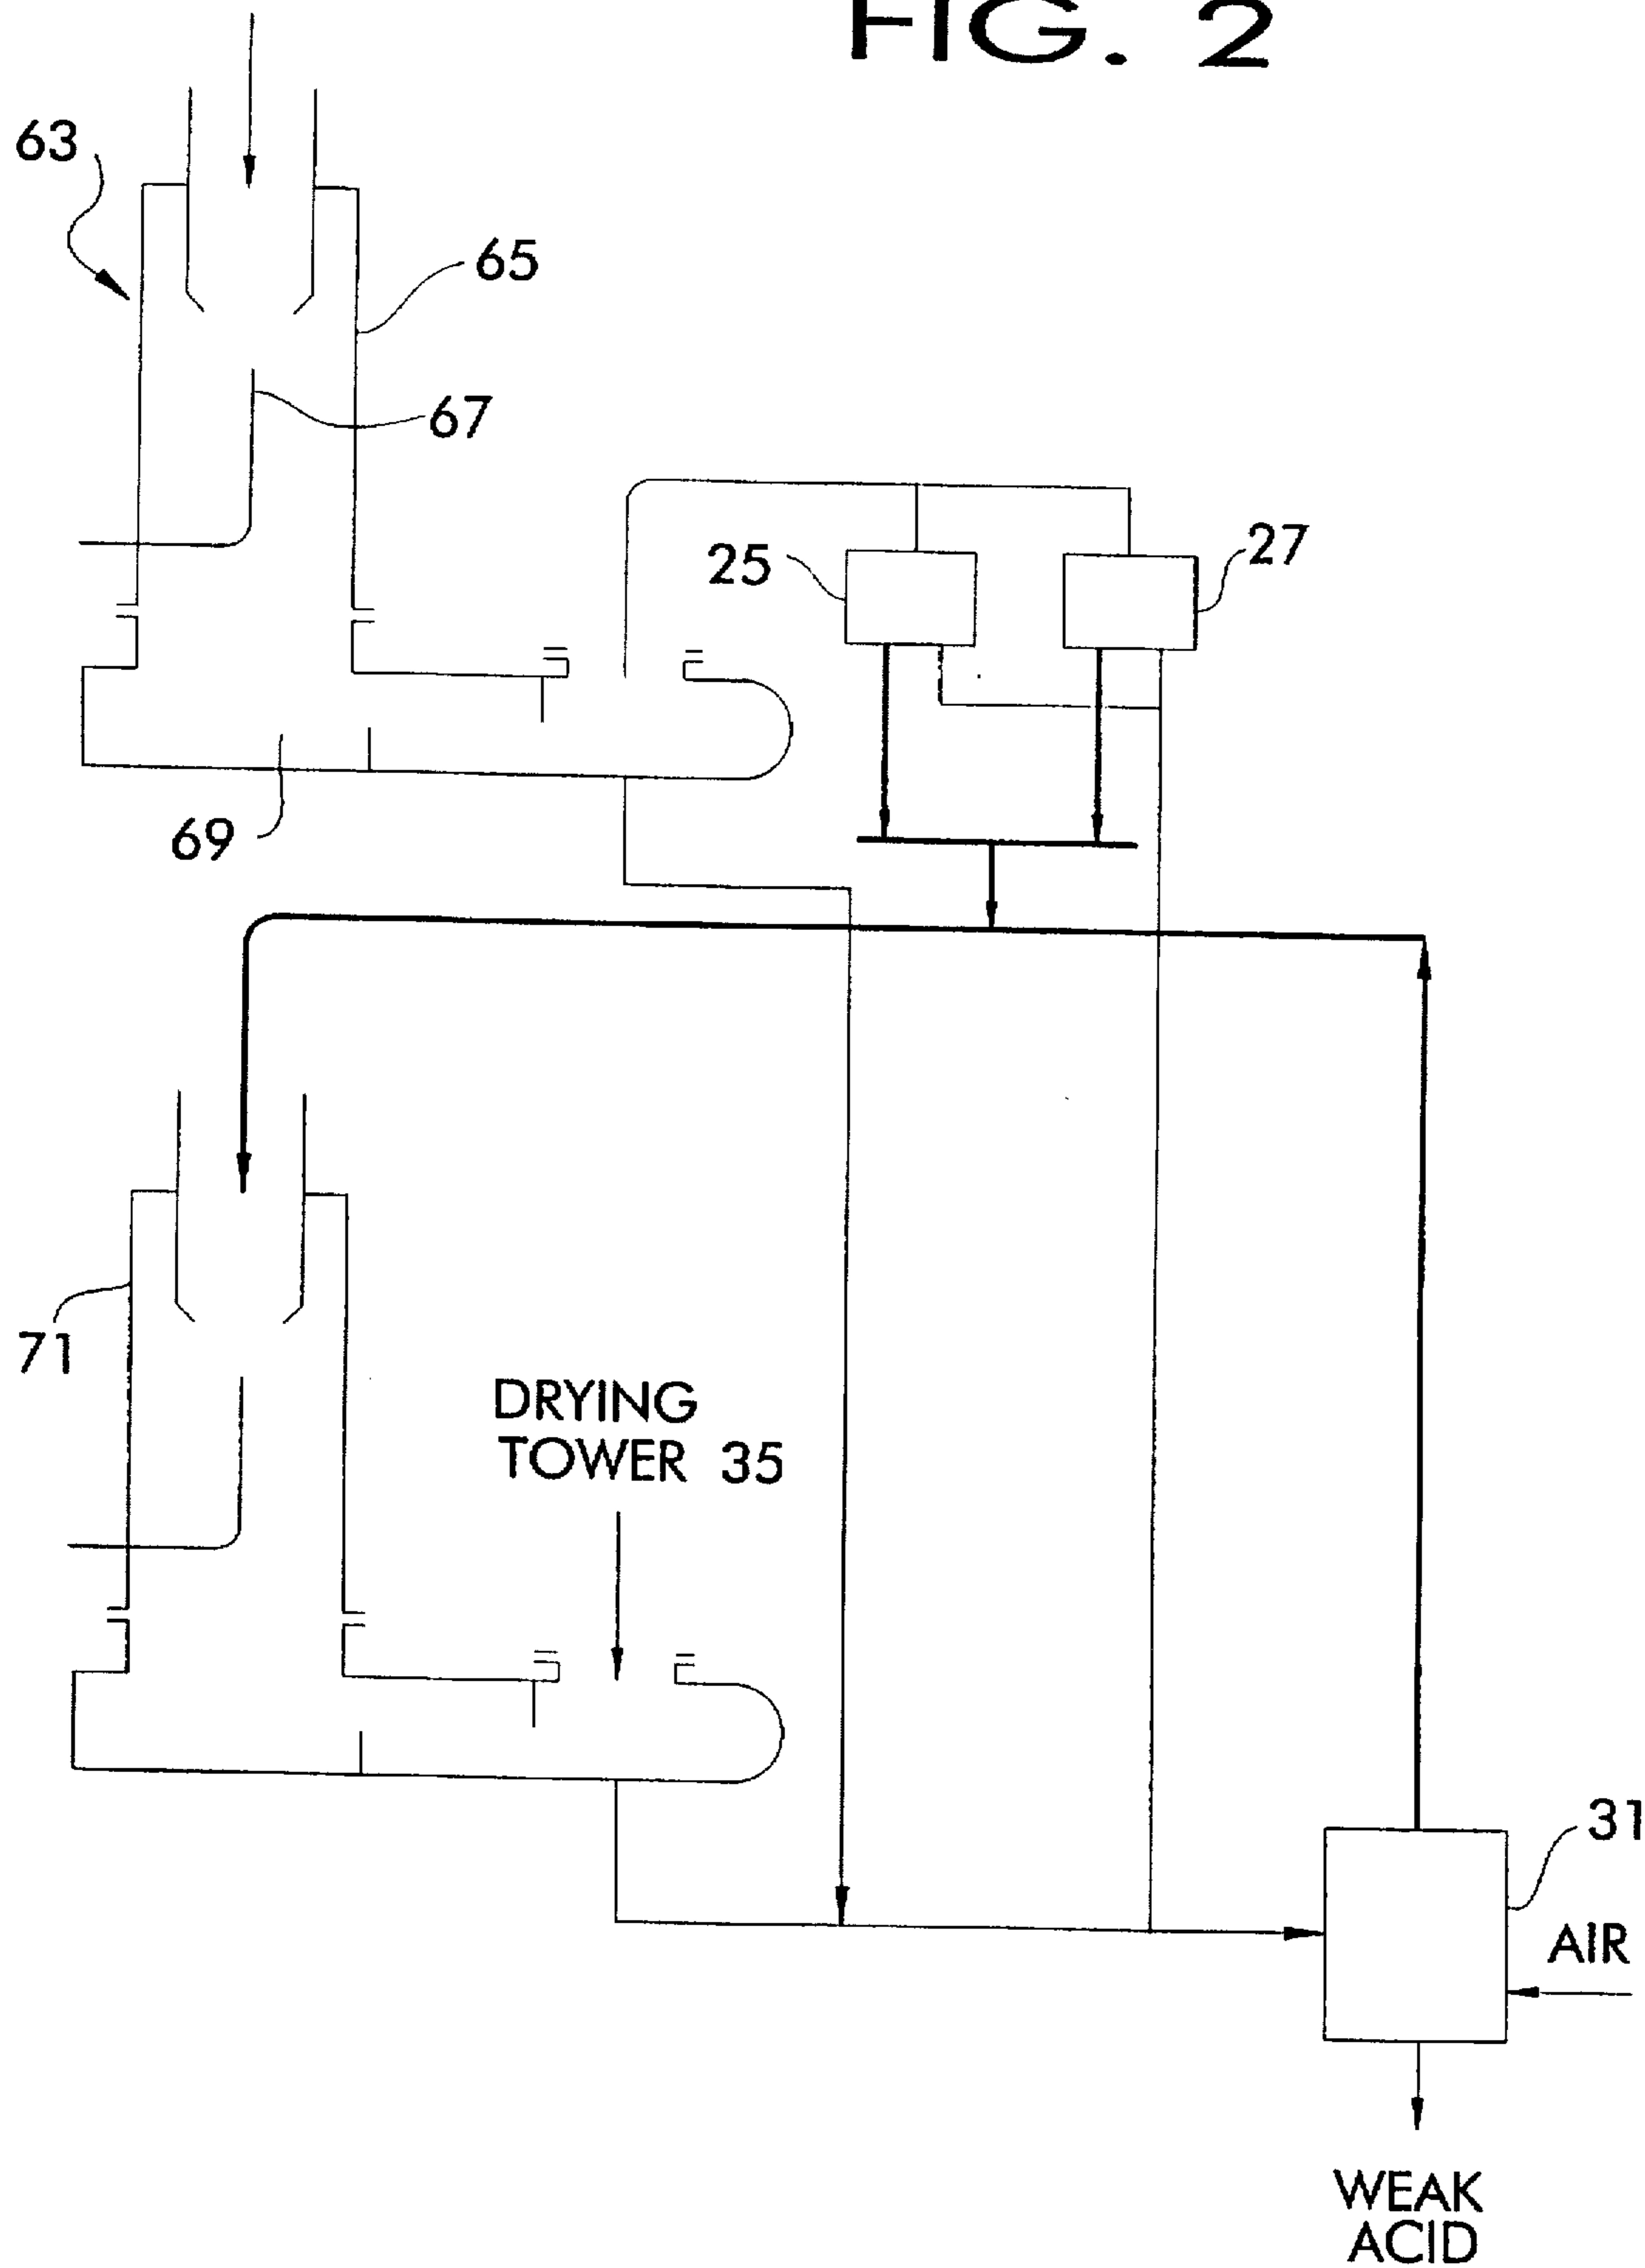 FIG. 2
63
65
67
25
27
69
71
DRYING
TOWER 35
31
AIR
WEAK
ACID